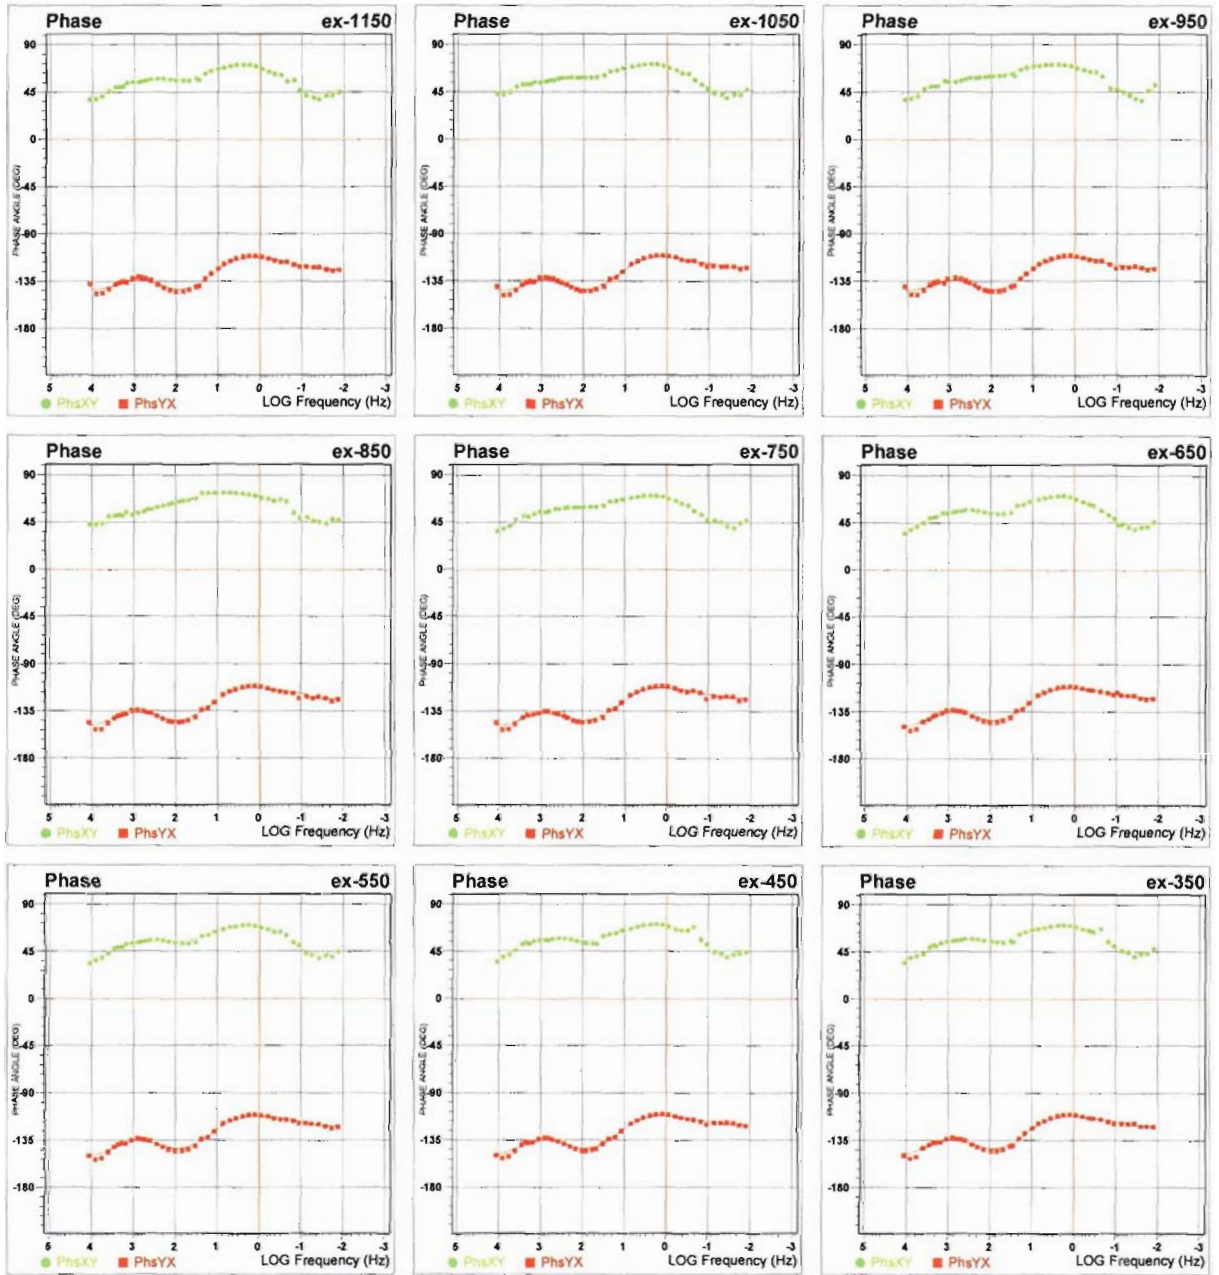 Phase ex-1150
90
45
0
-45
-90
-135
-180
PHASE ANGLE (DEG)
5 4 3 2 1 0 -1 -2 -3
PhsXY PhsYX LOG Frequency (Hz)
Phase ex-1050
90
45
0
-45
-90
-135
-180
PHASE ANGLE (DEG)
5 4 3 2 1 0 -1 -2 -3
PhsXY PhsYX LOG Frequency (Hz)
Phase ex-950
90
45
0
-45
-90
-135
-180
PHASE ANGLE (DEG)
5 4 3 2 1 0 -1 -2 -3
PhsXY PhsYX LOG Frequency (Hz)
Phase ex-850
90
45
0
-45
-90
-135
-180
PHASE ANGLE (DEG)
5 4 3 2 1 0 -1 -2 -3
PhsXY PhsYX LOG Frequency (Hz)
Phase ex-750
90
45
0
-45
-90
-135
-180
PHASE ANGLE (DEG)
5 4 3 2 1 0 -1 -2 -3
PhsXY PhsYX LOG Frequency (Hz)
Phase ex-650
90
45
0
-45
-90
-135
-180
PHASE ANGLE (DEG)
5 4 3 2 1 0 -1 -2 -3
PhsXY PhsYX LOG Frequency (Hz)
Phase ex-550
90
45
0
-45
-90
-135
-180
PHASE ANGLE (DEG)
5 4 3 2 1 0 -1 -2 -3
PhsXY PhsYX LOG Frequency (Hz)
Phase ex-450
90
45
0
-45
-90
-135
-180
PHASE ANGLE (DEG)
5 4 3 2 1 0 -1 -2 -3
PhsXY PhsYX LOG Frequency (Hz)
Phase ex-350
90
45
0
-45
-90
-135
-180
PHASE ANGLE (DEG)
5 4 3 2 1 0 -1 -2 -3
PhsXY PhsYX LOG Frequency (Hz)